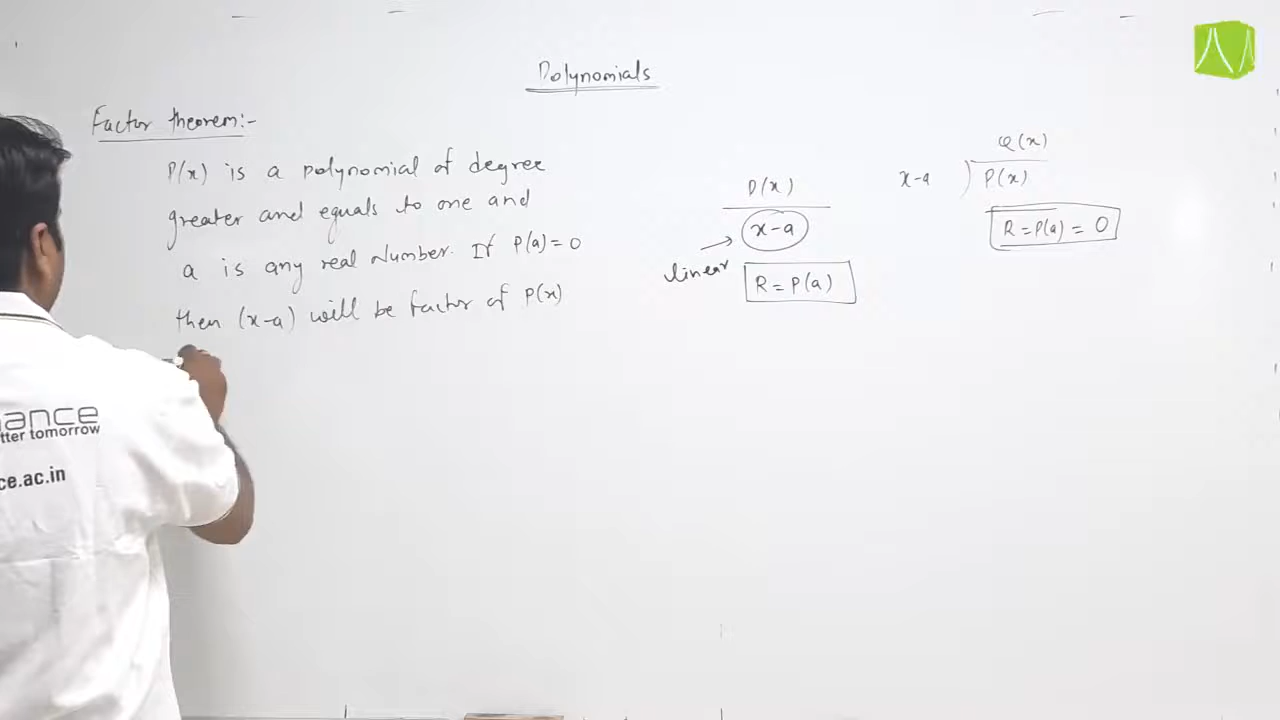 Polynomials
Factor theorem:-
P(x) is a polynomial of degree
greater and equals to one and
a is any real Number. If P(a)=0
then (x-a) will be factor of P(x)
P(x)
x-a
linear
R = P(a)
Q(x)
x-a ) P(x)
R = P(a) = 0
ance
tter tomorrow
ce.ac.in